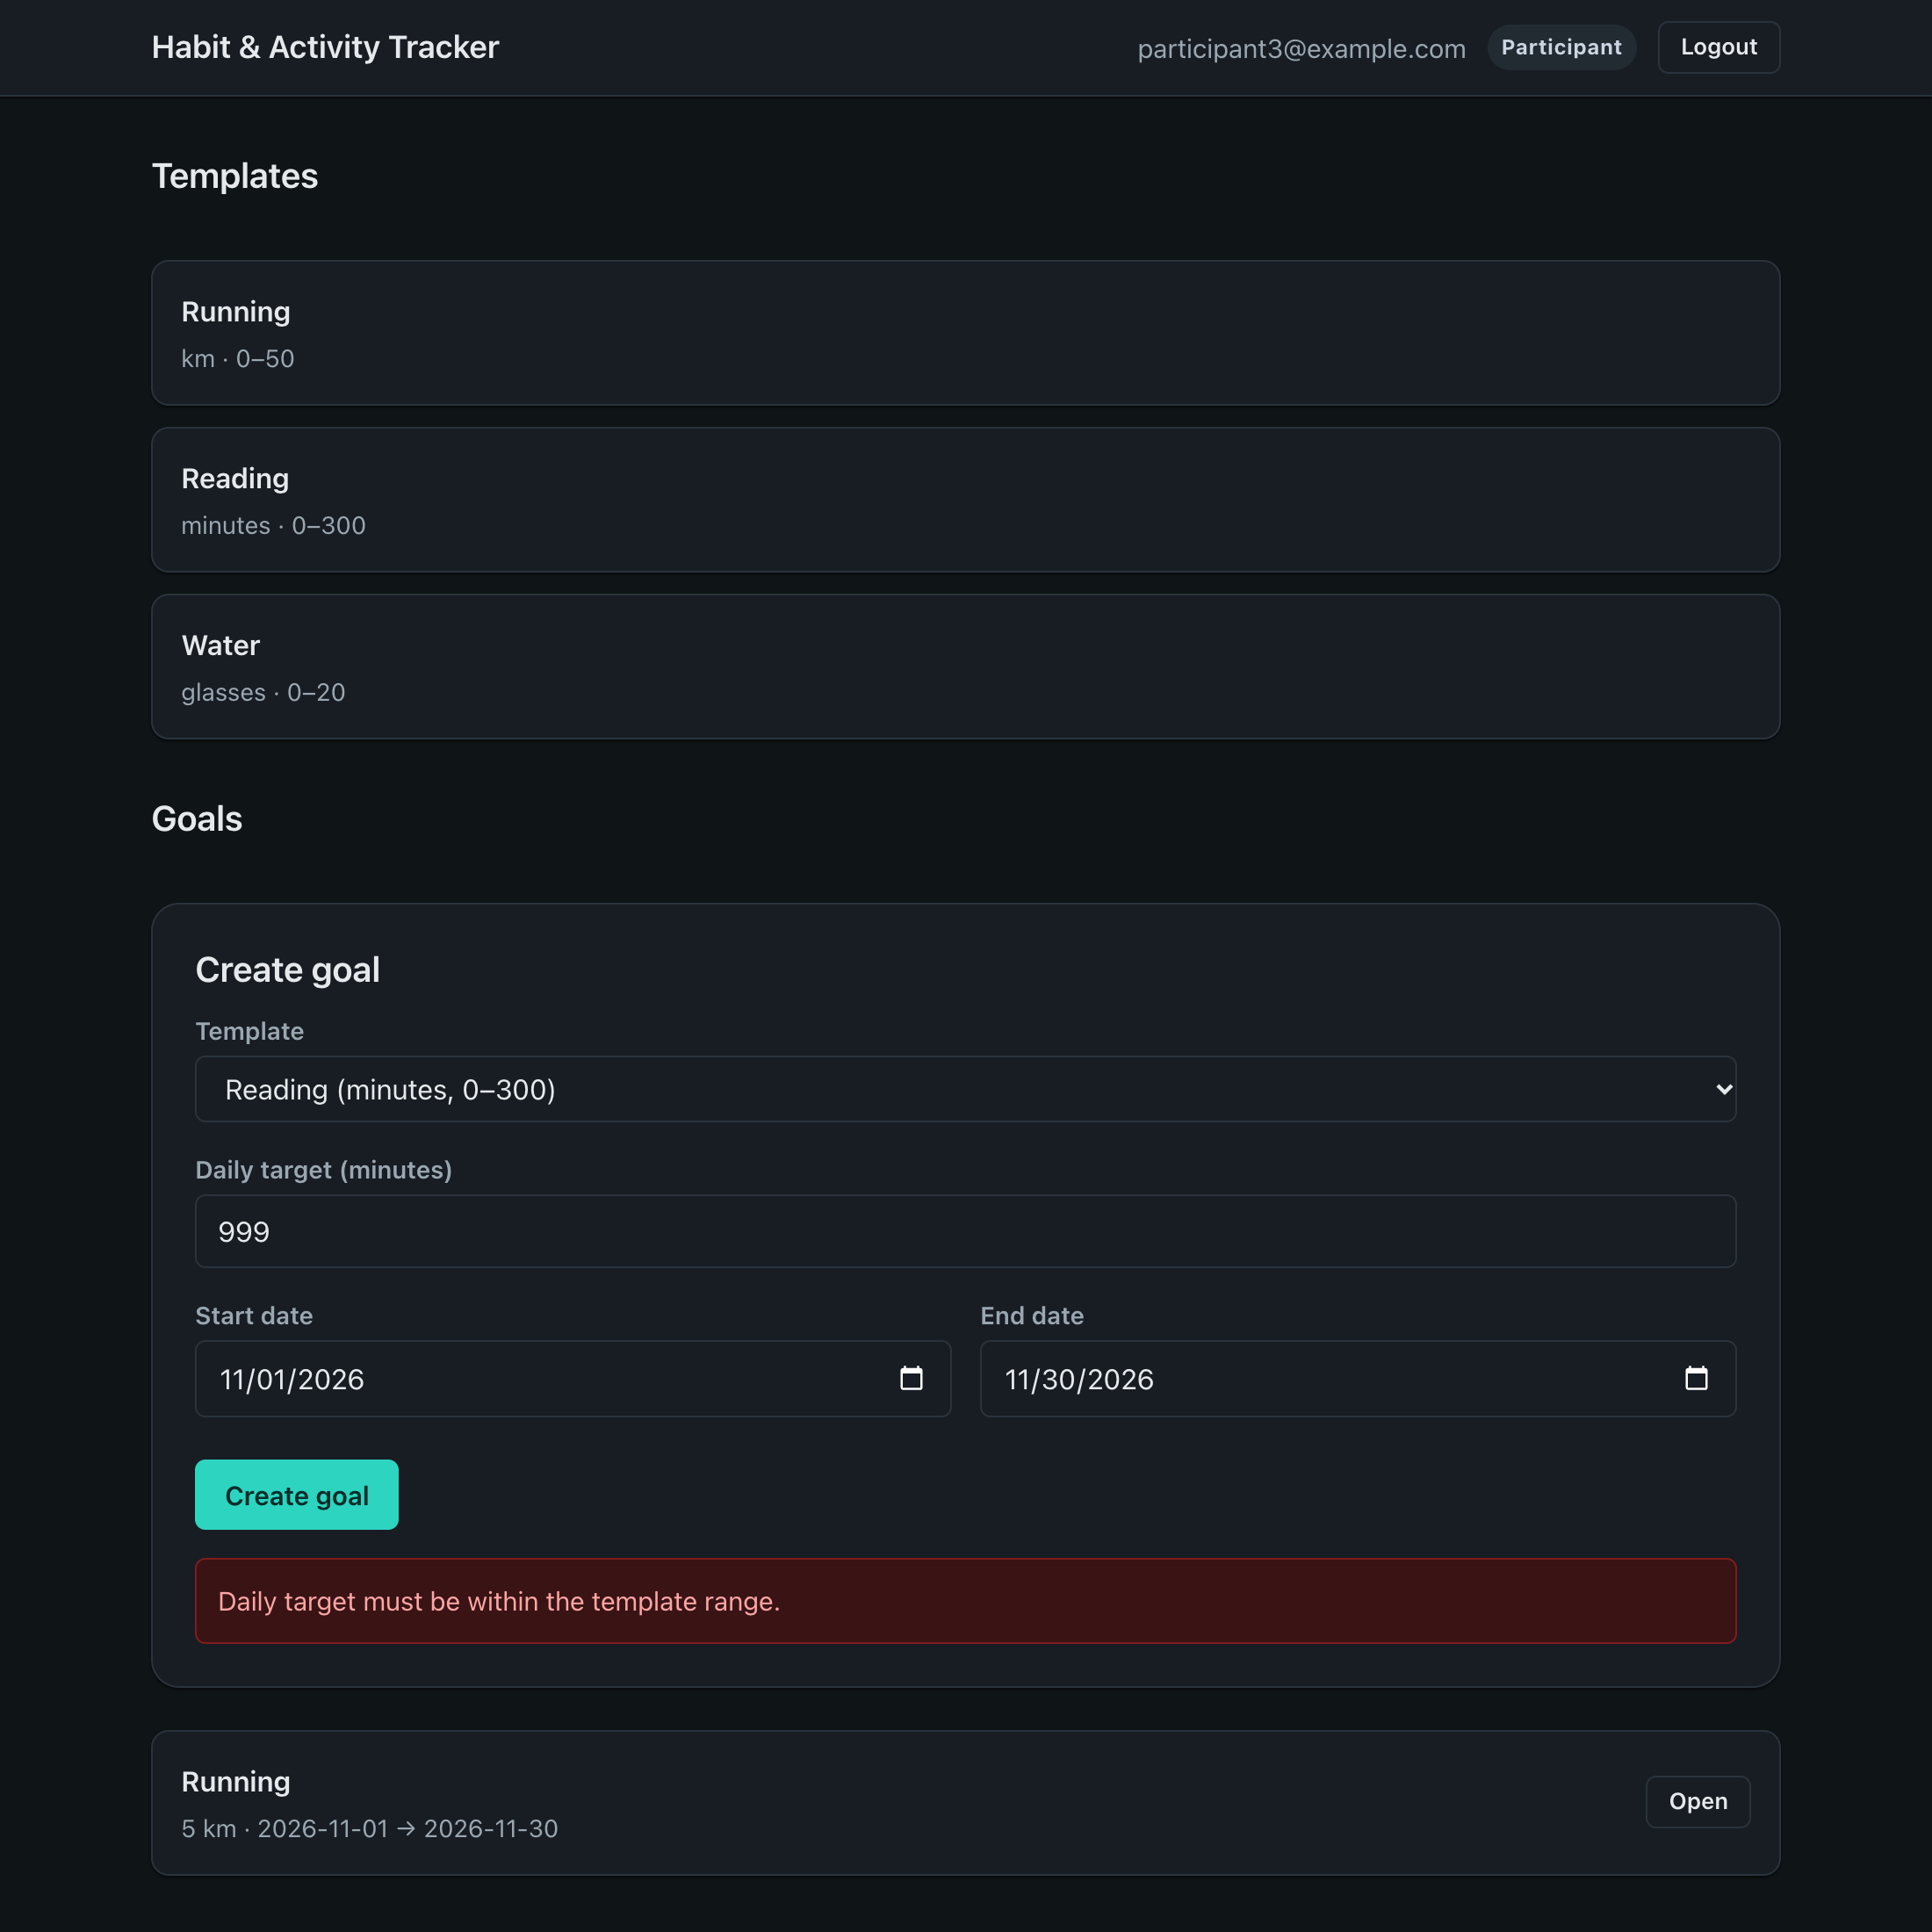 Habit & Activity Tracker
participant3@example.com
Participant
Logout
Templates
Running
km · 0–50
Reading
minutes · 0–300
Water
glasses · 0–20
Goals
Create goal
Template
Reading (minutes, 0–300)
Daily target (minutes)
999
Start date
End date
11/01/2026
11/30/2026
Create goal
Daily target must be within the template range.
Running
5 km · 2026-11-01 → 2026-11-30
Open